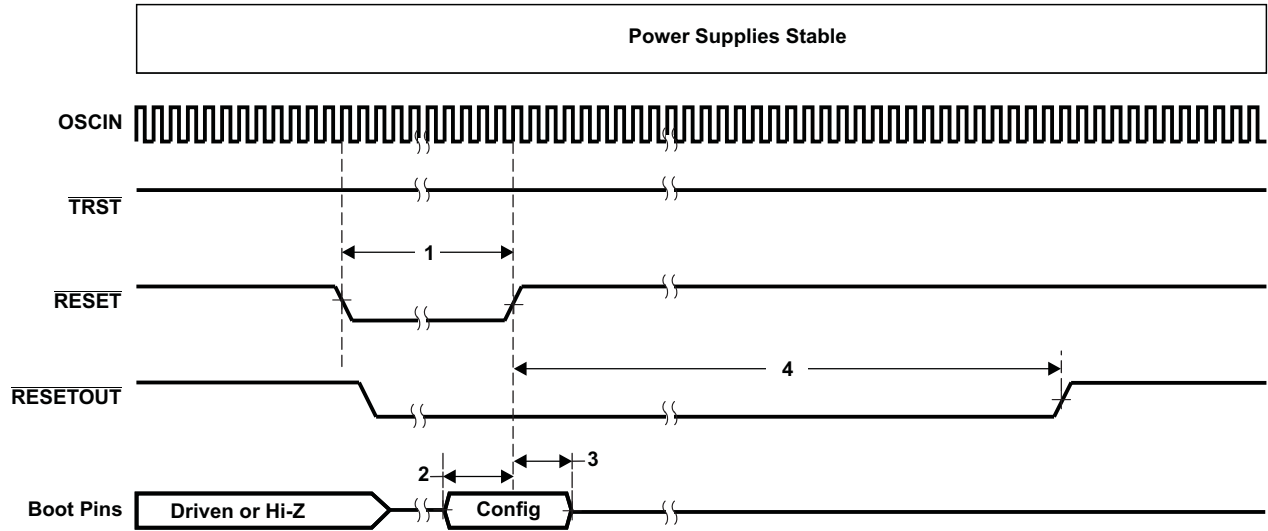 Power Supplies Stable
OSCIN
TRST
1
RESET
4
RESETOUT
2
3
Boot Pins
Driven or Hi-Z
Config